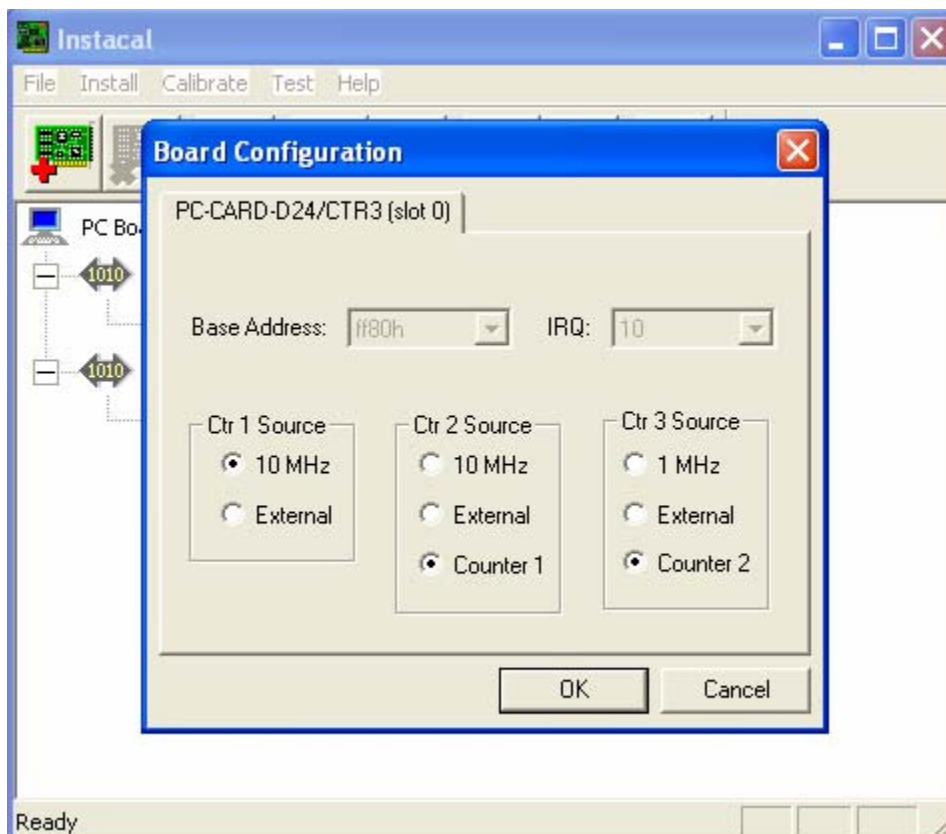 Instacal
File Install Calibrate Test Help
Board Configuration
PC-CARD-D24/CTR3 (slot 0)
PC Boa
1010
1010
Base Address: ff80h IRQ: 10
Ctr 1 Source
10 MHz
External
Ctr 2 Source
10 MHz
External
Counter 1
Ctr 3 Source
1 MHz
External
Counter 2
OK Cancel
Ready